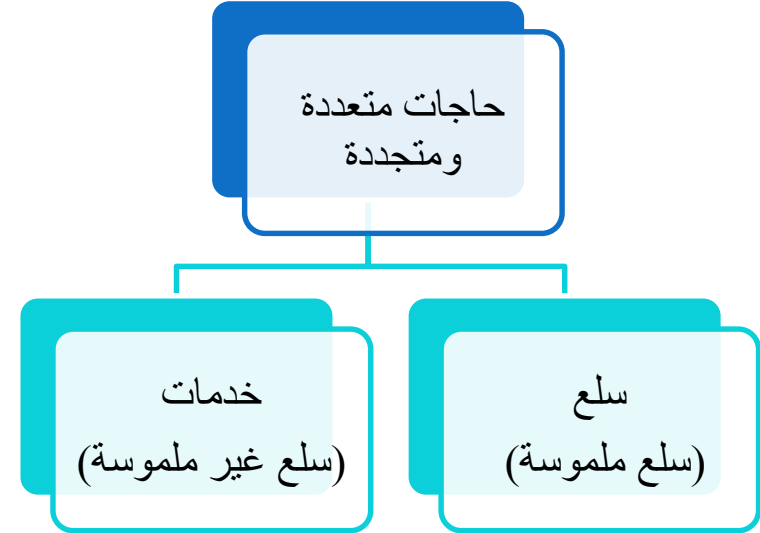 حاجات متعددة
ومتجددة
سلع
(سلع ملموسة)
خدمات
(سلع غير ملموسة)